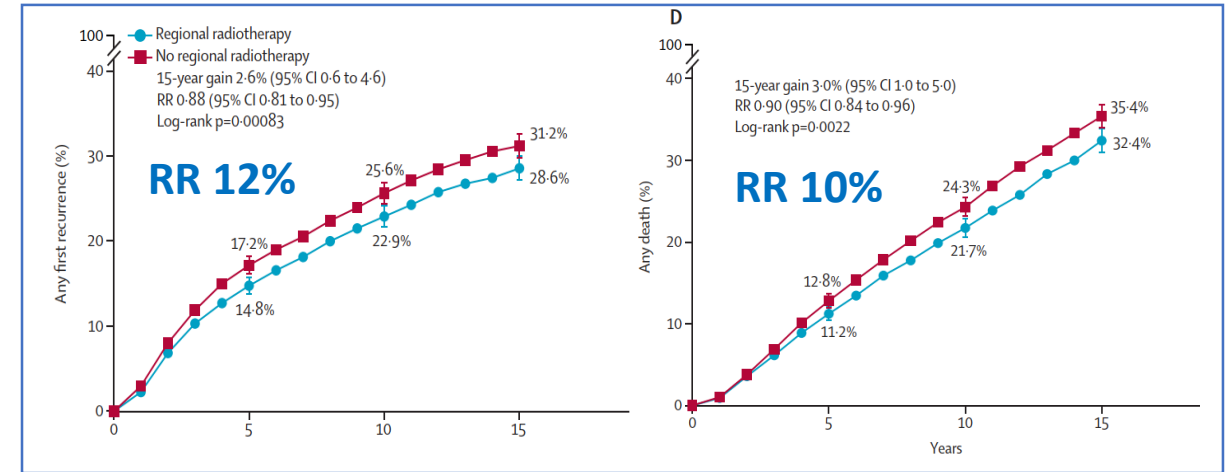 100
Regional radiotherapy
No regional radiotherapy
40
15-year gain 2·6% (95% CI 0·6 to 4·6)
RR 0·88 (95% CI 0·81 to 0·95)
Log-rank p=0·00083
RR 12%
Any first recurrence (%)
30
20
10
0
31·2%
28·6%
25·6%
22·9%
17·2%
14·8%
0
5
10
15
D
100
40
15-year gain 3·0% (95% CI 1·0 to 5·0)
RR 0·90 (95% CI 0·84 to 0·96)
Log-rank p=0·0022
RR 10%
Any death (%)
30
20
10
0
35·4%
32·4%
24·3%
21·7%
12·8%
11·2%
0
5
10
15
Years